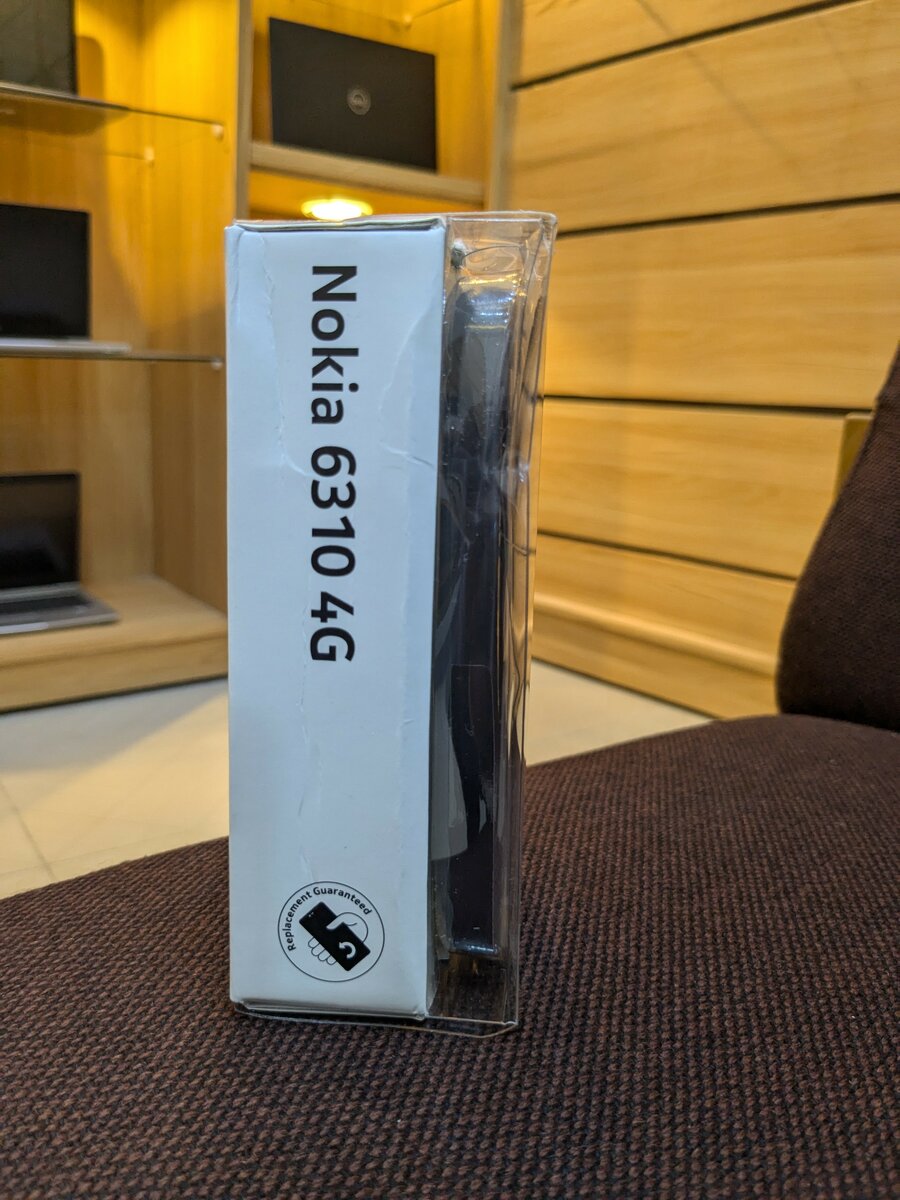 Nokia 6310 4G
Replacement Guaranteed